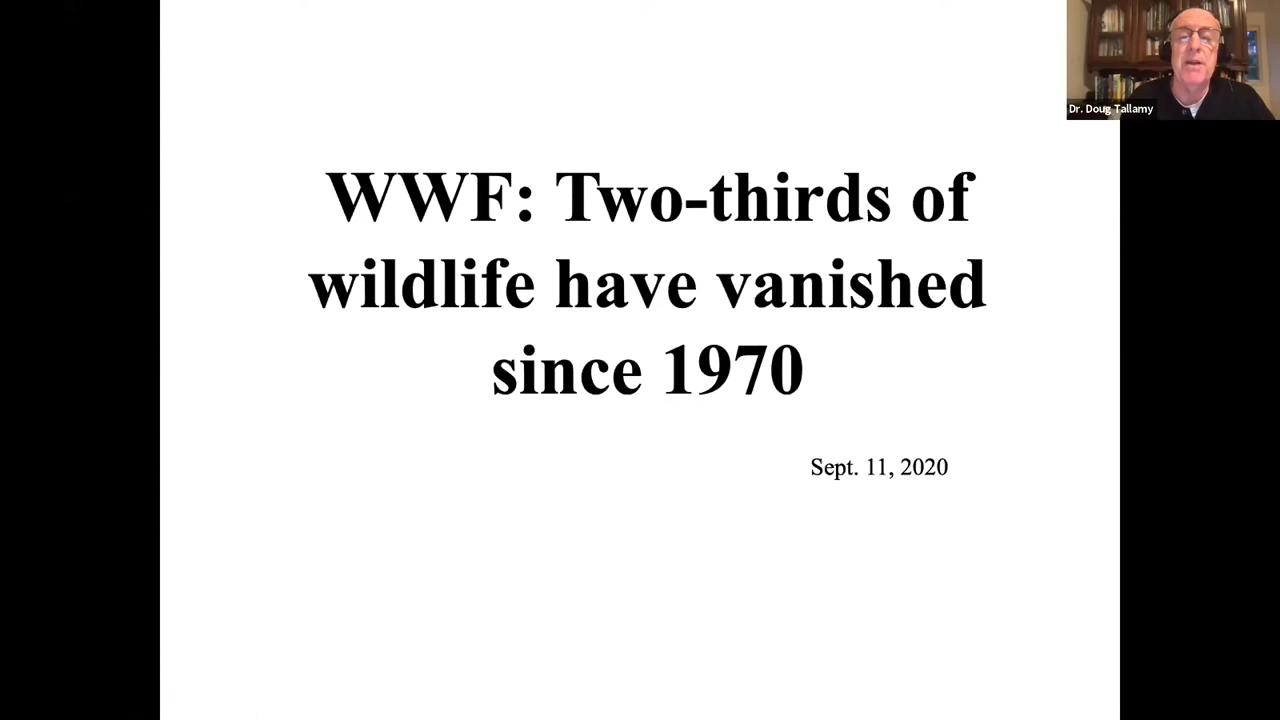 Dr. Doug Tallamy
WWF: Two-thirds of
wildlife have vanished
since 1970
Sept. 11, 2020